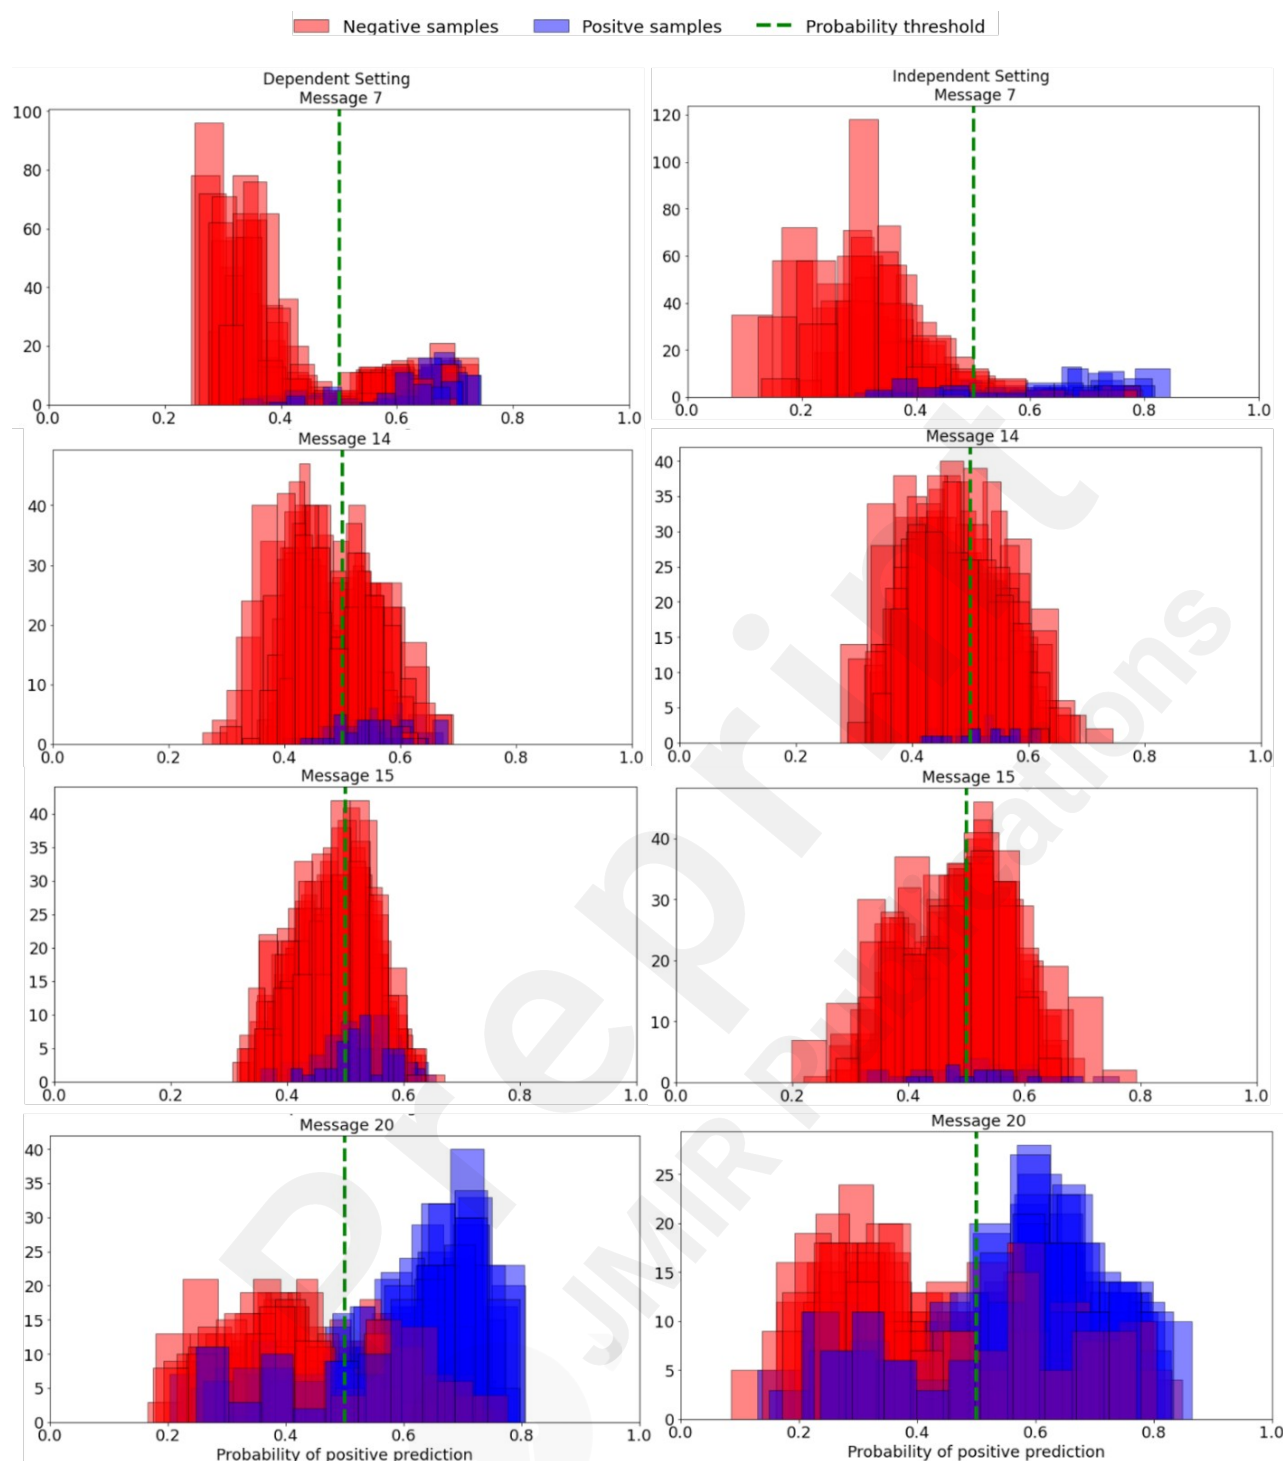 Negative samples Positve samples Probability threshold
Dependent Setting
Message 7
100
80
60
40
20
0
0.0 0.2 0.4 0.6 0.8 1.0
Independent Setting
Message 7
120
100
80
60
40
20
0
0.0 0.2 0.4 0.6 0.8 1.0
Message 14
40
30
20
10
0
0.0 0.2 0.4 0.6 0.8 1.0
Message 14
40
35
30
25
20
15
10
5
0
0.0 0.2 0.4 0.6 0.8 1.0
Message 15
40
35
30
25
20
15
10
5
0
0.0 0.2 0.4 0.6 0.8 1.0
Message 15
40
30
20
10
0
0.0 0.2 0.4 0.6 0.8 1.0
Message 20
40
35
30
25
20
15
10
5
0
0.0 0.2 0.4 0.6 0.8 1.0
Probability of positive prediction
Message 20
25
20
15
10
5
0
0.0 0.2 0.4 0.6 0.8 1.0
Probability of positive prediction
Preprint
JMIR Publications